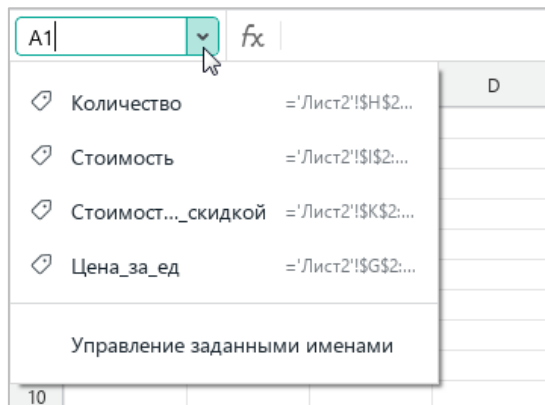 A1 fx
D
Количество ='Лист2'!$H$2...
Стоимость ='Лист2'!$I$2:...
Стоимост..._скидкой ='Лист2'!$K$2:...
Цена_за_ед ='Лист2'!$G$2:...
Управление заданными именами
10